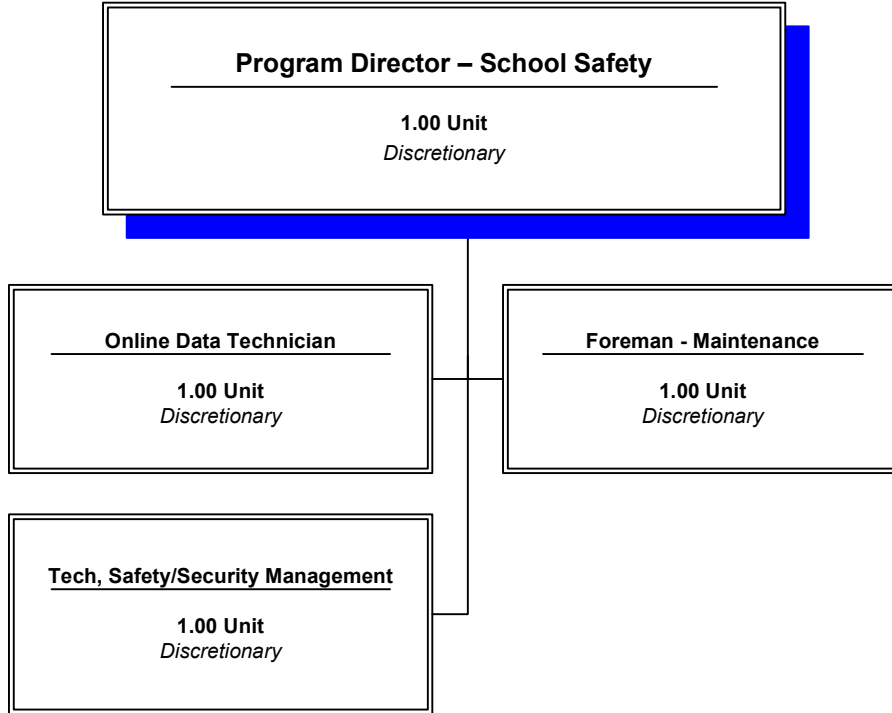 Program Director – School Safety
1.00 Unit
Discretionary
Online Data Technician
1.00 Unit
Discretionary
Foreman - Maintenance
1.00 Unit
Discretionary
Tech, Safety/Security Management
1.00 Unit
Discretionary